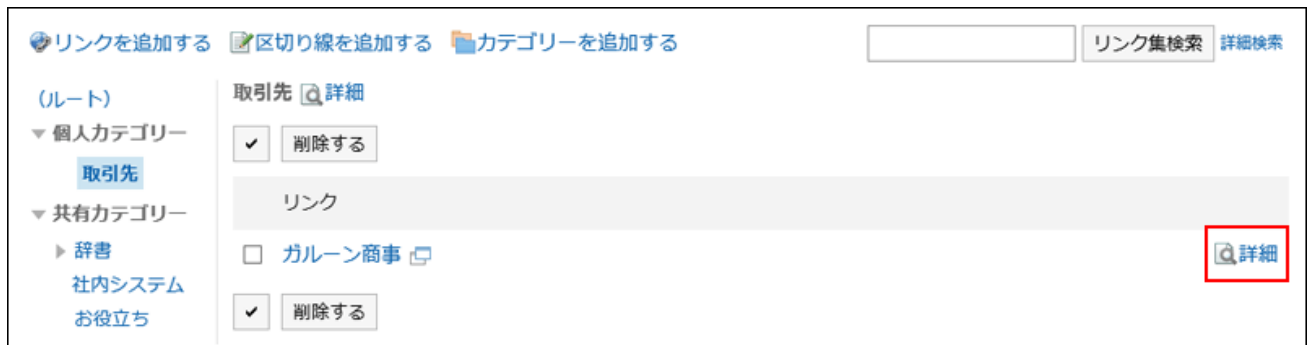 リンクを追加する 区切り線を追加する カテゴリーを追加する リンク集検索 詳細検索
(ルート)
個人カテゴリー
取引先
共有カテゴリー
辞書
社内システム
お役立ち
取引先 詳細
削除する
リンク
ガルーン商事 詳細
削除する